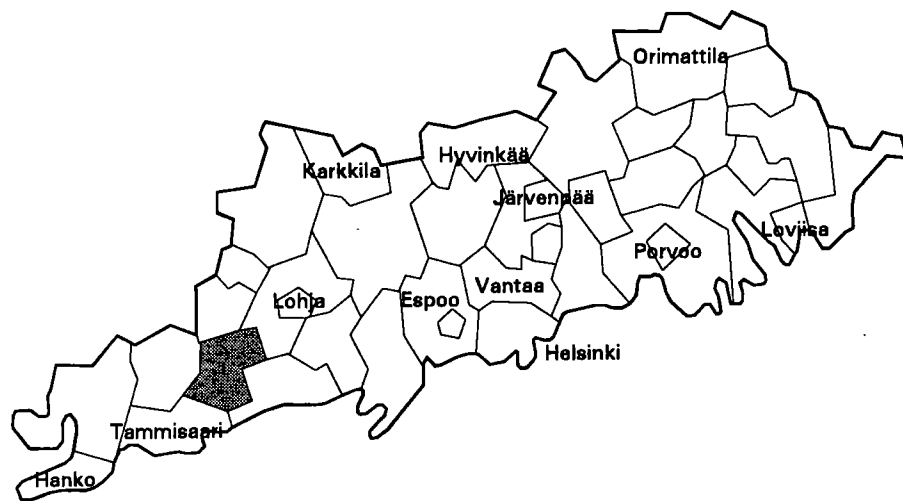 Orimattila
Hyvinkää
Karkkila
Järvenpää
Loviisa
Porvoo
Vantaa
Espoo
Lohja
Helsinki
Tammisaari
Hanko